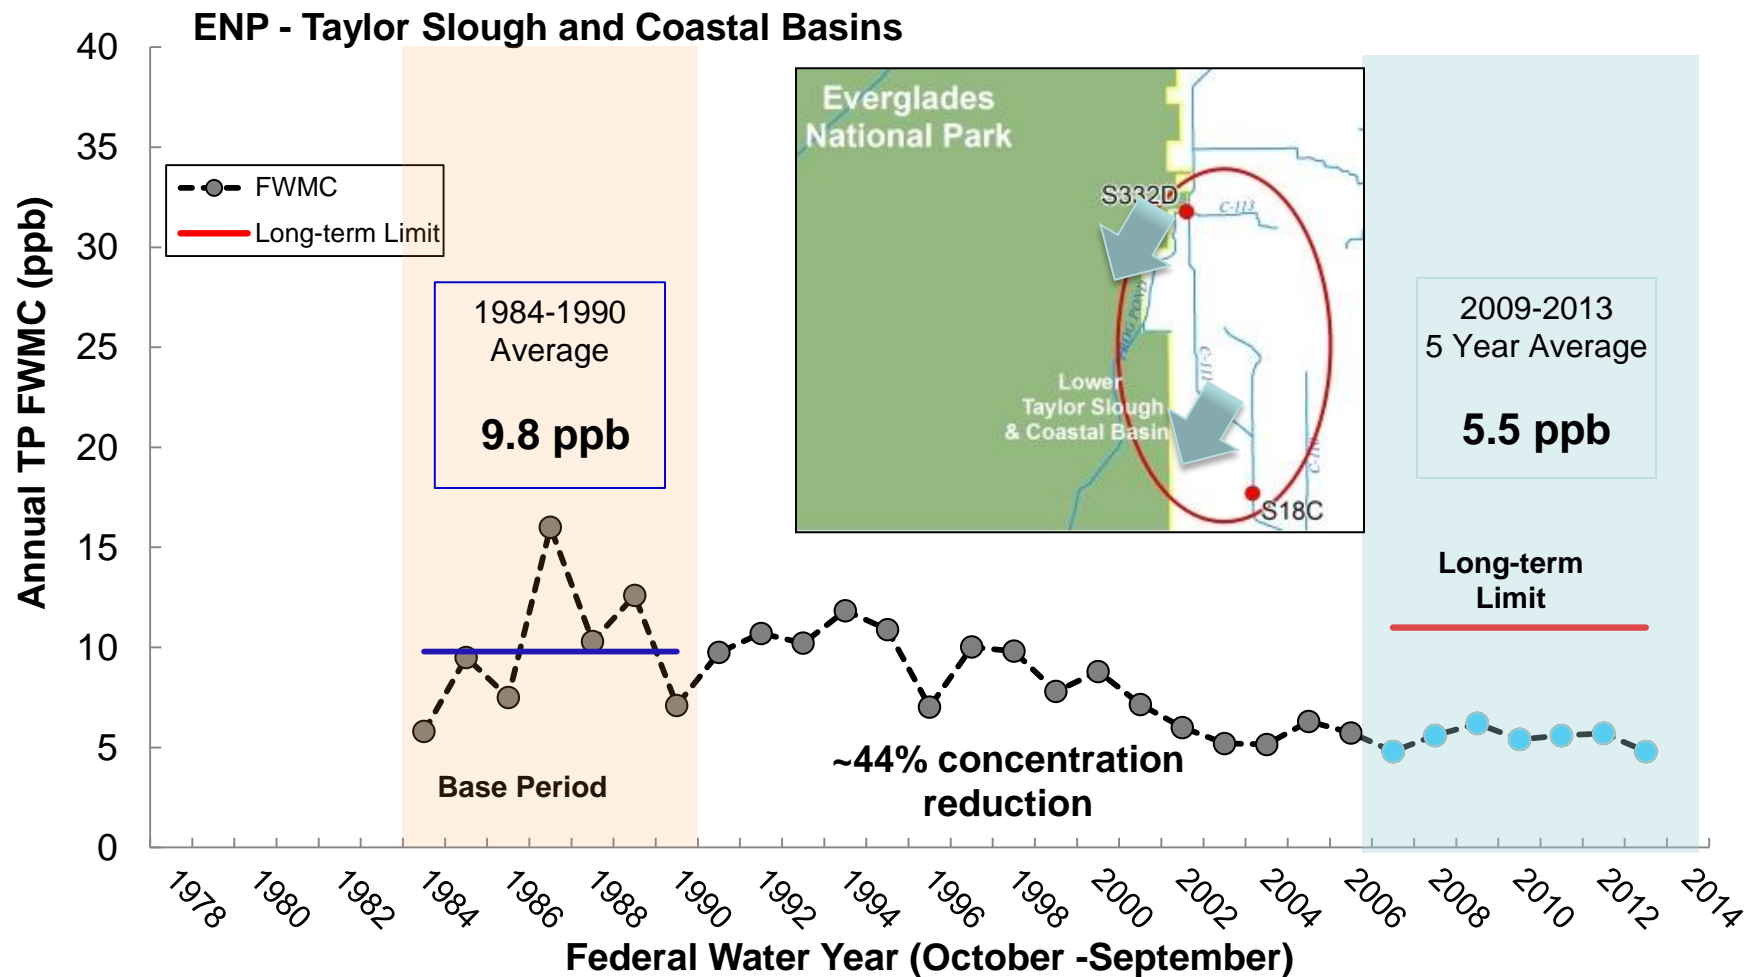 ENP - Taylor Slough and Coastal Basins
Annual TP FWMC (ppb)
40
35
30
25
20
15
10
5
0
FWMC
Long-term Limit
1984-1990
Average
9.8 ppb
Base Period
Everglades
National Park
S332D
C-113
FROG POND
C-111
Lower
Taylor Slough
& Coastal Basin
S18C
2009-2013
5 Year Average
5.5 ppb
Long-term
Limit
~44% concentration
reduction
1978
1980
1982
1984
1986
1988
1990
1992
1994
1996
1998
2000
2002
2004
2006
2008
2010
2012
2014
Federal Water Year (October -September)